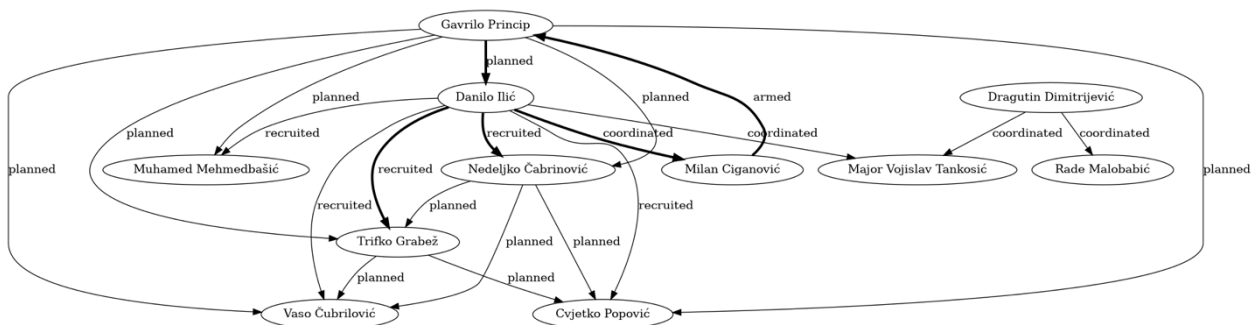 Gavrilo Princip
planned
Danilo Ilić
armed
Dragutin Dimitrijević
planned
planned
planned
recruited
recruited
coordinated
coordinated
coordinated
coordinated
planned
recruited
planned
Muhamed Mehmedbašić
Nedeljko Čabrinović
Milan Ciganović
Major Vojislav Tankosić
Rade Malobabić
planned
recruited
planned
recruited
Trifko Grabež
planned
planned
planned
planned
Vaso Čubrilović
Cvjetko Popović